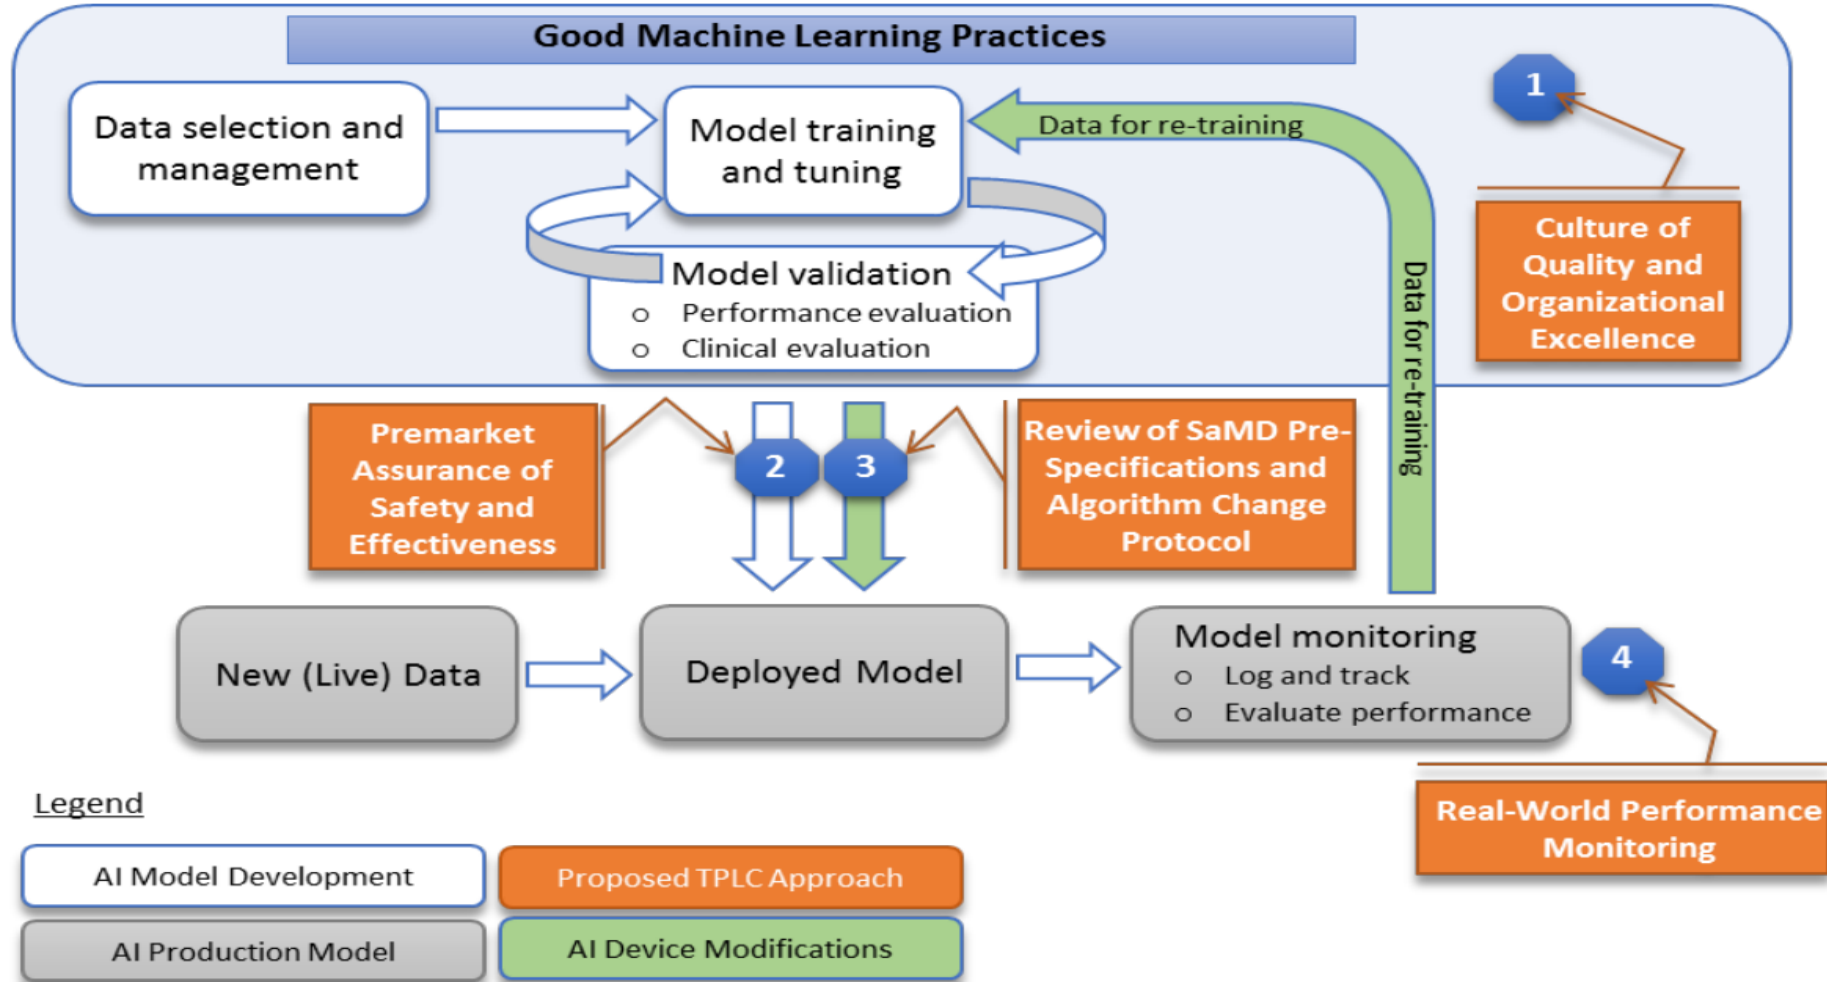 Good Machine Learning Practices
Data selection and
management
Model training
and tuning
Data for re-training
1
Culture of
Quality and
Organizational
Excellence
Model validation
o Performance evaluation
o Clinical evaluation
Data for re-training
Premarket
Assurance of
Safety and
Effectiveness
2
3
Review of SaMD Pre-
Specifications and
Algorithm Change
Protocol
New (Live) Data
Deployed Model
Model monitoring
o Log and track
o Evaluate performance
4
Real-World Performance
Monitoring
Legend
AI Model Development
Proposed TPLC Approach
AI Production Model
AI Device Modifications